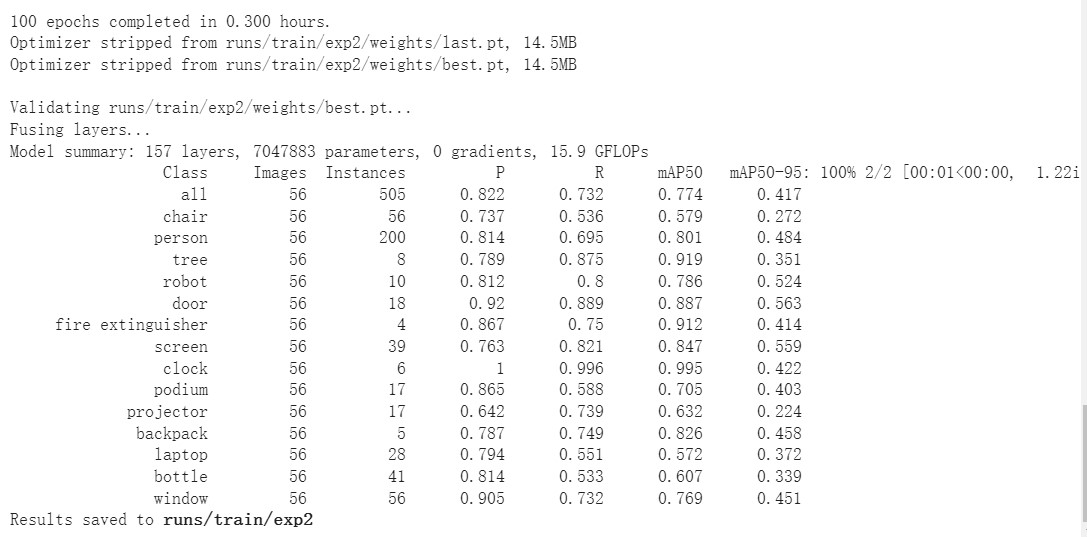 100 epochs completed in 0.300 hours.
Optimizer stripped from runs/train/exp2/weights/last.pt, 14.5MB
Optimizer stripped from runs/train/exp2/weights/best.pt, 14.5MB
Validating runs/train/exp2/weights/best.pt...
Fusing layers...
Model summary: 157 layers, 7047883 parameters, 0 gradients, 15.9 GFLOPs
Class Images Instances P R mAP50 mAP50-95: 100% 2/2 [00:01<00:00, 1.22i
all 56 505 0.822 0.732 0.774 0.417
chair 56 56 0.737 0.536 0.579 0.272
person 56 200 0.814 0.695 0.801 0.484
tree 56 8 0.789 0.875 0.919 0.351
robot 56 10 0.812 0.8 0.786 0.524
door 56 18 0.92 0.889 0.887 0.563
fire extinguisher 56 4 0.867 0.75 0.912 0.414
screen 56 39 0.763 0.821 0.847 0.559
clock 56 6 1 0.996 0.995 0.422
podium 56 17 0.865 0.588 0.705 0.403
projector 56 17 0.642 0.739 0.632 0.224
backpack 56 5 0.787 0.749 0.826 0.458
laptop 56 28 0.794 0.551 0.572 0.372
bottle 56 41 0.814 0.533 0.607 0.339
window 56 56 0.905 0.732 0.769 0.451
Results saved to runs/train/exp2